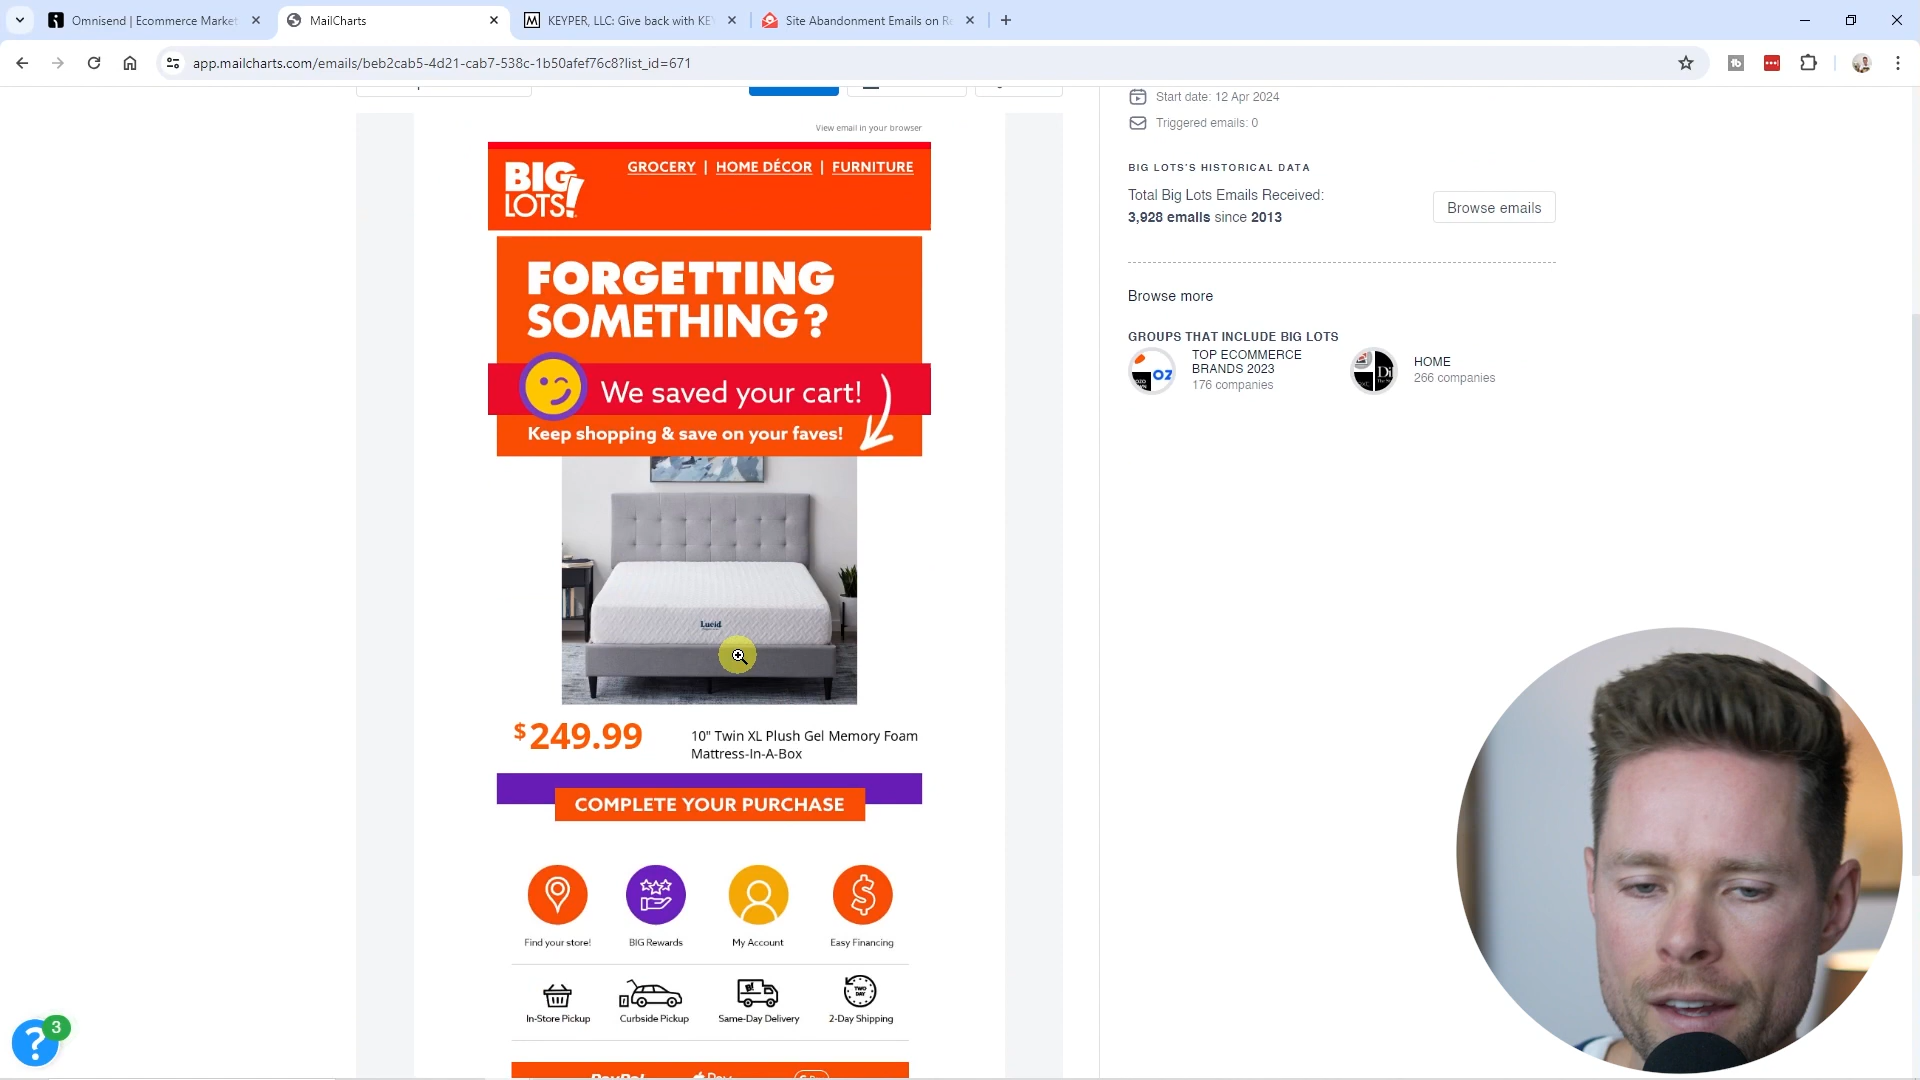 Omnisend | Ecommerce Market
MailCharts
KEYPER, LLC: Give back with KE
Site Abandonment Emails on R
app.mailcharts.com/emails/beb2cab5-4d21-cab7-538c-1b50afef76c8?list_id=671
View email in your browser
BIG
LOTS!
GROCERY | HOME DÉCOR | FURNITURE
FORGETTING
SOMETHING?
We saved your cart!
Keep shopping & save on your faves!
Lucid
$249.99
10" Twin XL Plush Gel Memory Foam
Mattress-In-A-Box
COMPLETE YOUR PURCHASE
Find your store!
BIG Rewards
My Account
Easy Financing
TWO
DAY
In-Store Pickup
Curbside Pickup
Same-Day Delivery
2-Day Shipping
PayPal
Pay
Start date: 12 Apr 2024
Triggered emails: 0
BIG LOTS'S HISTORICAL DATA
Total Big Lots Emails Received:
3,928 emails since 2013
Browse emails
Browse more
GROUPS THAT INCLUDE BIG LOTS
TOP ECOMMERCE
BRANDS 2023
176 companies
HOME
266 companies
3